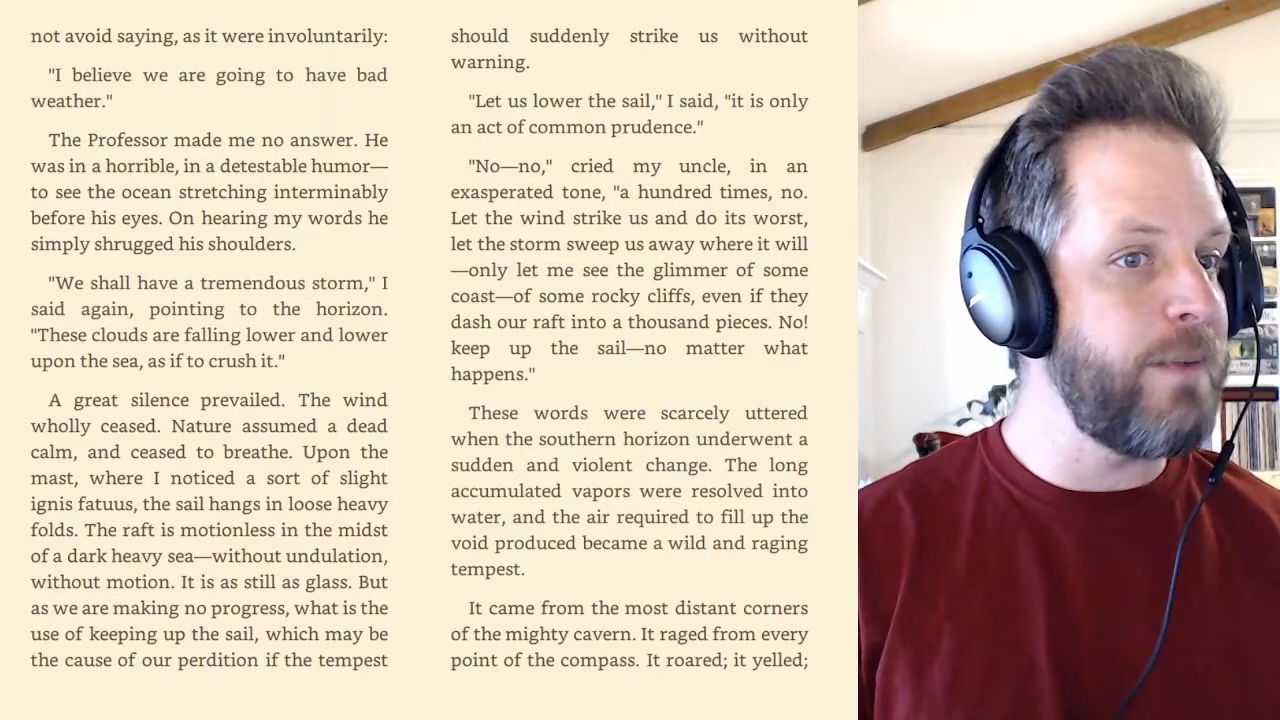 not avoid saying, as it were involuntarily:
"I believe we are going to have bad
weather."
The Professor made me no answer. He
was in a horrible, in a detestable humor—
to see the ocean stretching interminably
before his eyes. On hearing my words he
simply shrugged his shoulders.
"We shall have a tremendous storm," I
said again, pointing to the horizon.
"These clouds are falling lower and lower
upon the sea, as if to crush it."
A great silence prevailed. The wind
wholly ceased. Nature assumed a dead
calm, and ceased to breathe. Upon the
mast, where I noticed a sort of slight
ignis fatuus, the sail hangs in loose heavy
folds. The raft is motionless in the midst
of a dark heavy sea—without undulation,
without motion. It is as still as glass. But
as we are making no progress, what is the
use of keeping up the sail, which may be
the cause of our perdition if the tempest
should suddenly strike us without
warning.
"Let us lower the sail," I said, "it is only
an act of common prudence."
"No—no," cried my uncle, in an
exasperated tone, "a hundred times, no.
Let the wind strike us and do its worst,
let the storm sweep us away where it will
—only let me see the glimmer of some
coast—of some rocky cliffs, even if they
dash our raft into a thousand pieces. No!
keep up the sail—no matter what
happens."
These words were scarcely uttered
when the southern horizon underwent a
sudden and violent change. The long
accumulated vapors were resolved into
water, and the air required to fill up the
void produced became a wild and raging
tempest.
It came from the most distant corners
of the mighty cavern. It raged from every
point of the compass. It roared; it yelled;